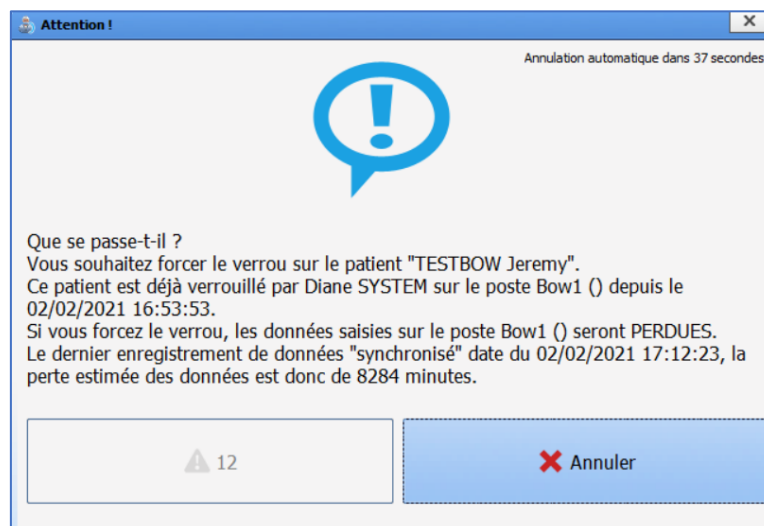 Attention !
Annulation automatique dans 37 secondes
Que se passe-t-il ?
Vous souhaitez forcer le verrou sur le patient "TESTBOW Jeremy".
Ce patient est déjà verrouillé par Diane SYSTEM sur le poste Bow1 () depuis le
02/02/2021 16:53:53.
Si vous forcez le verrou, les données saisies sur le poste Bow1 () seront PERDUES.
Le dernier enregistrement de données "synchronisé" date du 02/02/2021 17:12:23, la
perte estimée des données est donc de 8284 minutes.
12
Annuler